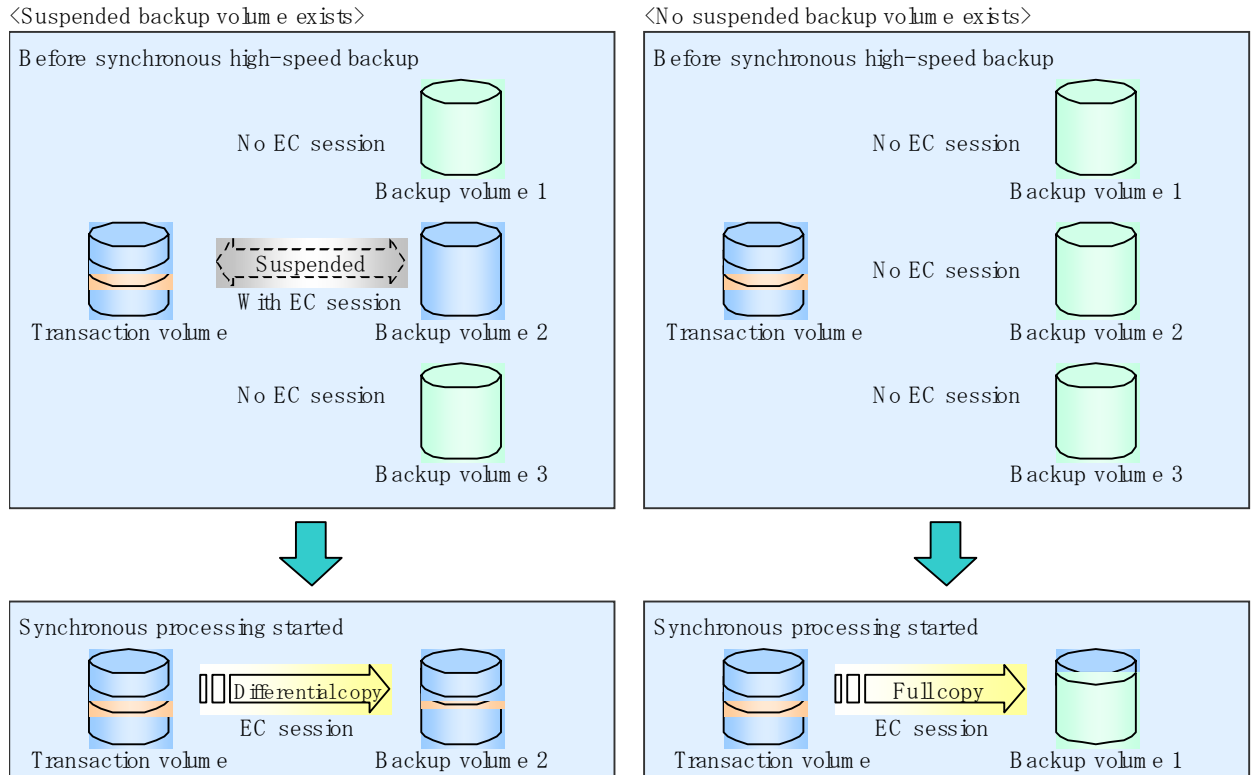 <Suspended backup volume exists>
Before synchronous high-speed backup
No EC session
Backup volume 1
Suspended
With EC session
Transaction volume
Backup volume 2
No EC session
Backup volume 3
Synchronous processing started
Differential copy
EC session
Transaction volume
Backup volume 2
<No suspended backup volume exists>
Before synchronous high-speed backup
No EC session
Backup volume 1
No EC session
Transaction volume
Backup volume 2
No EC session
Backup volume 3
Synchronous processing started
Full copy
EC session
Transaction volume
Backup volume 1